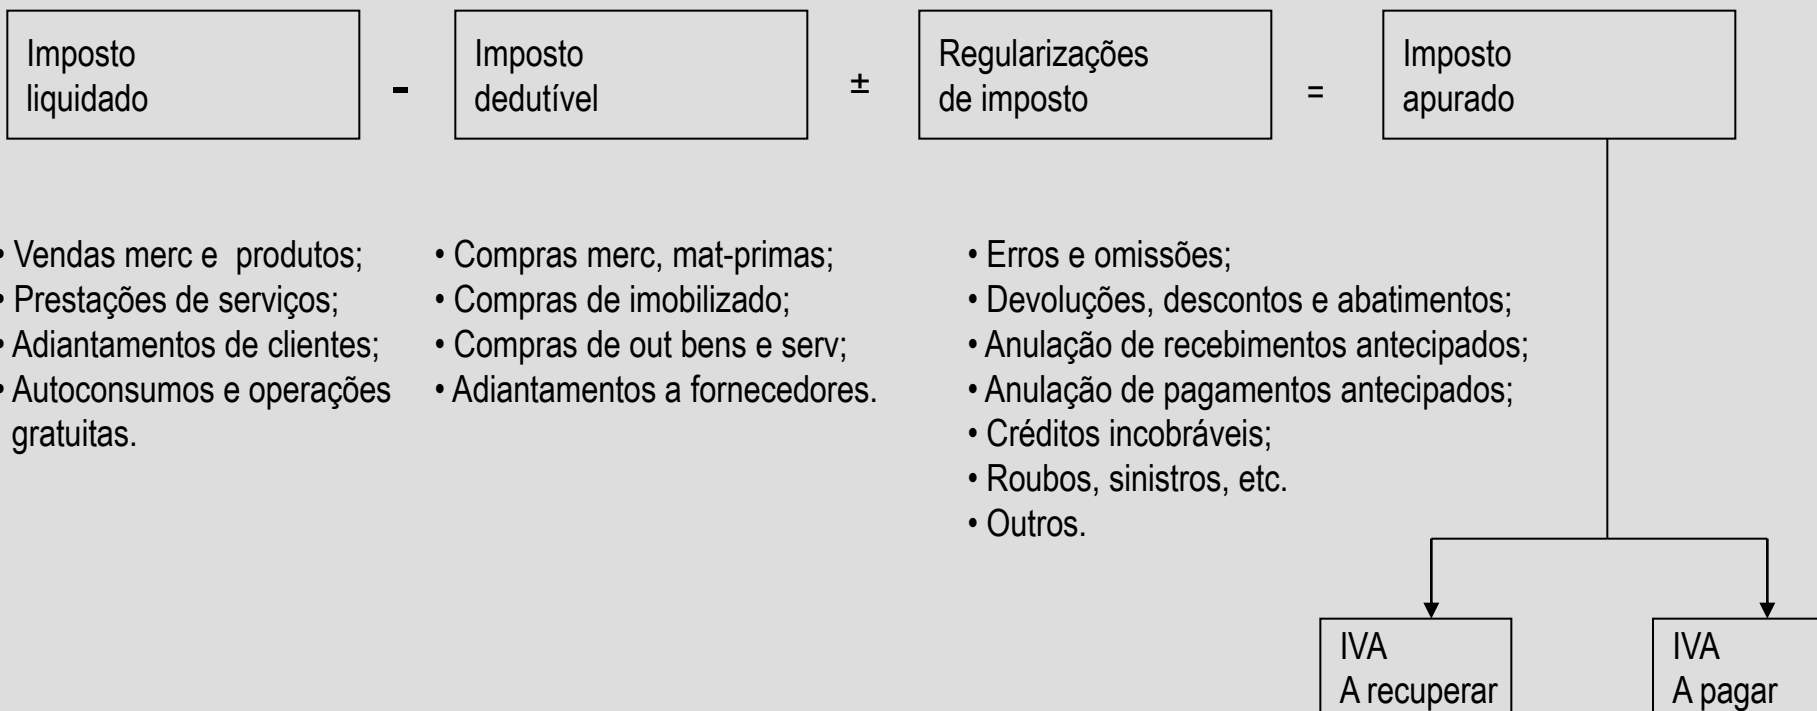 Imposto
liquidado
-
Imposto
dedutível
±
Regularizações
de imposto
=
Imposto
apurado
• Vendas merc e produtos;
• Prestações de serviços;
• Adiantamentos de clientes;
• Autoconsumos e operações
gratuitas.
• Compras merc, mat-primas;
• Compras de imobilizado;
• Compras de out bens e serv;
• Adiantamentos a fornecedores.
• Erros e omissões;
• Devoluções, descontos e abatimentos;
• Anulação de recebimentos antecipados;
• Anulação de pagamentos antecipados;
• Créditos incobráveis;
• Roubos, sinistros, etc.
• Outros.
IVA
A recuperar
IVA
A pagar